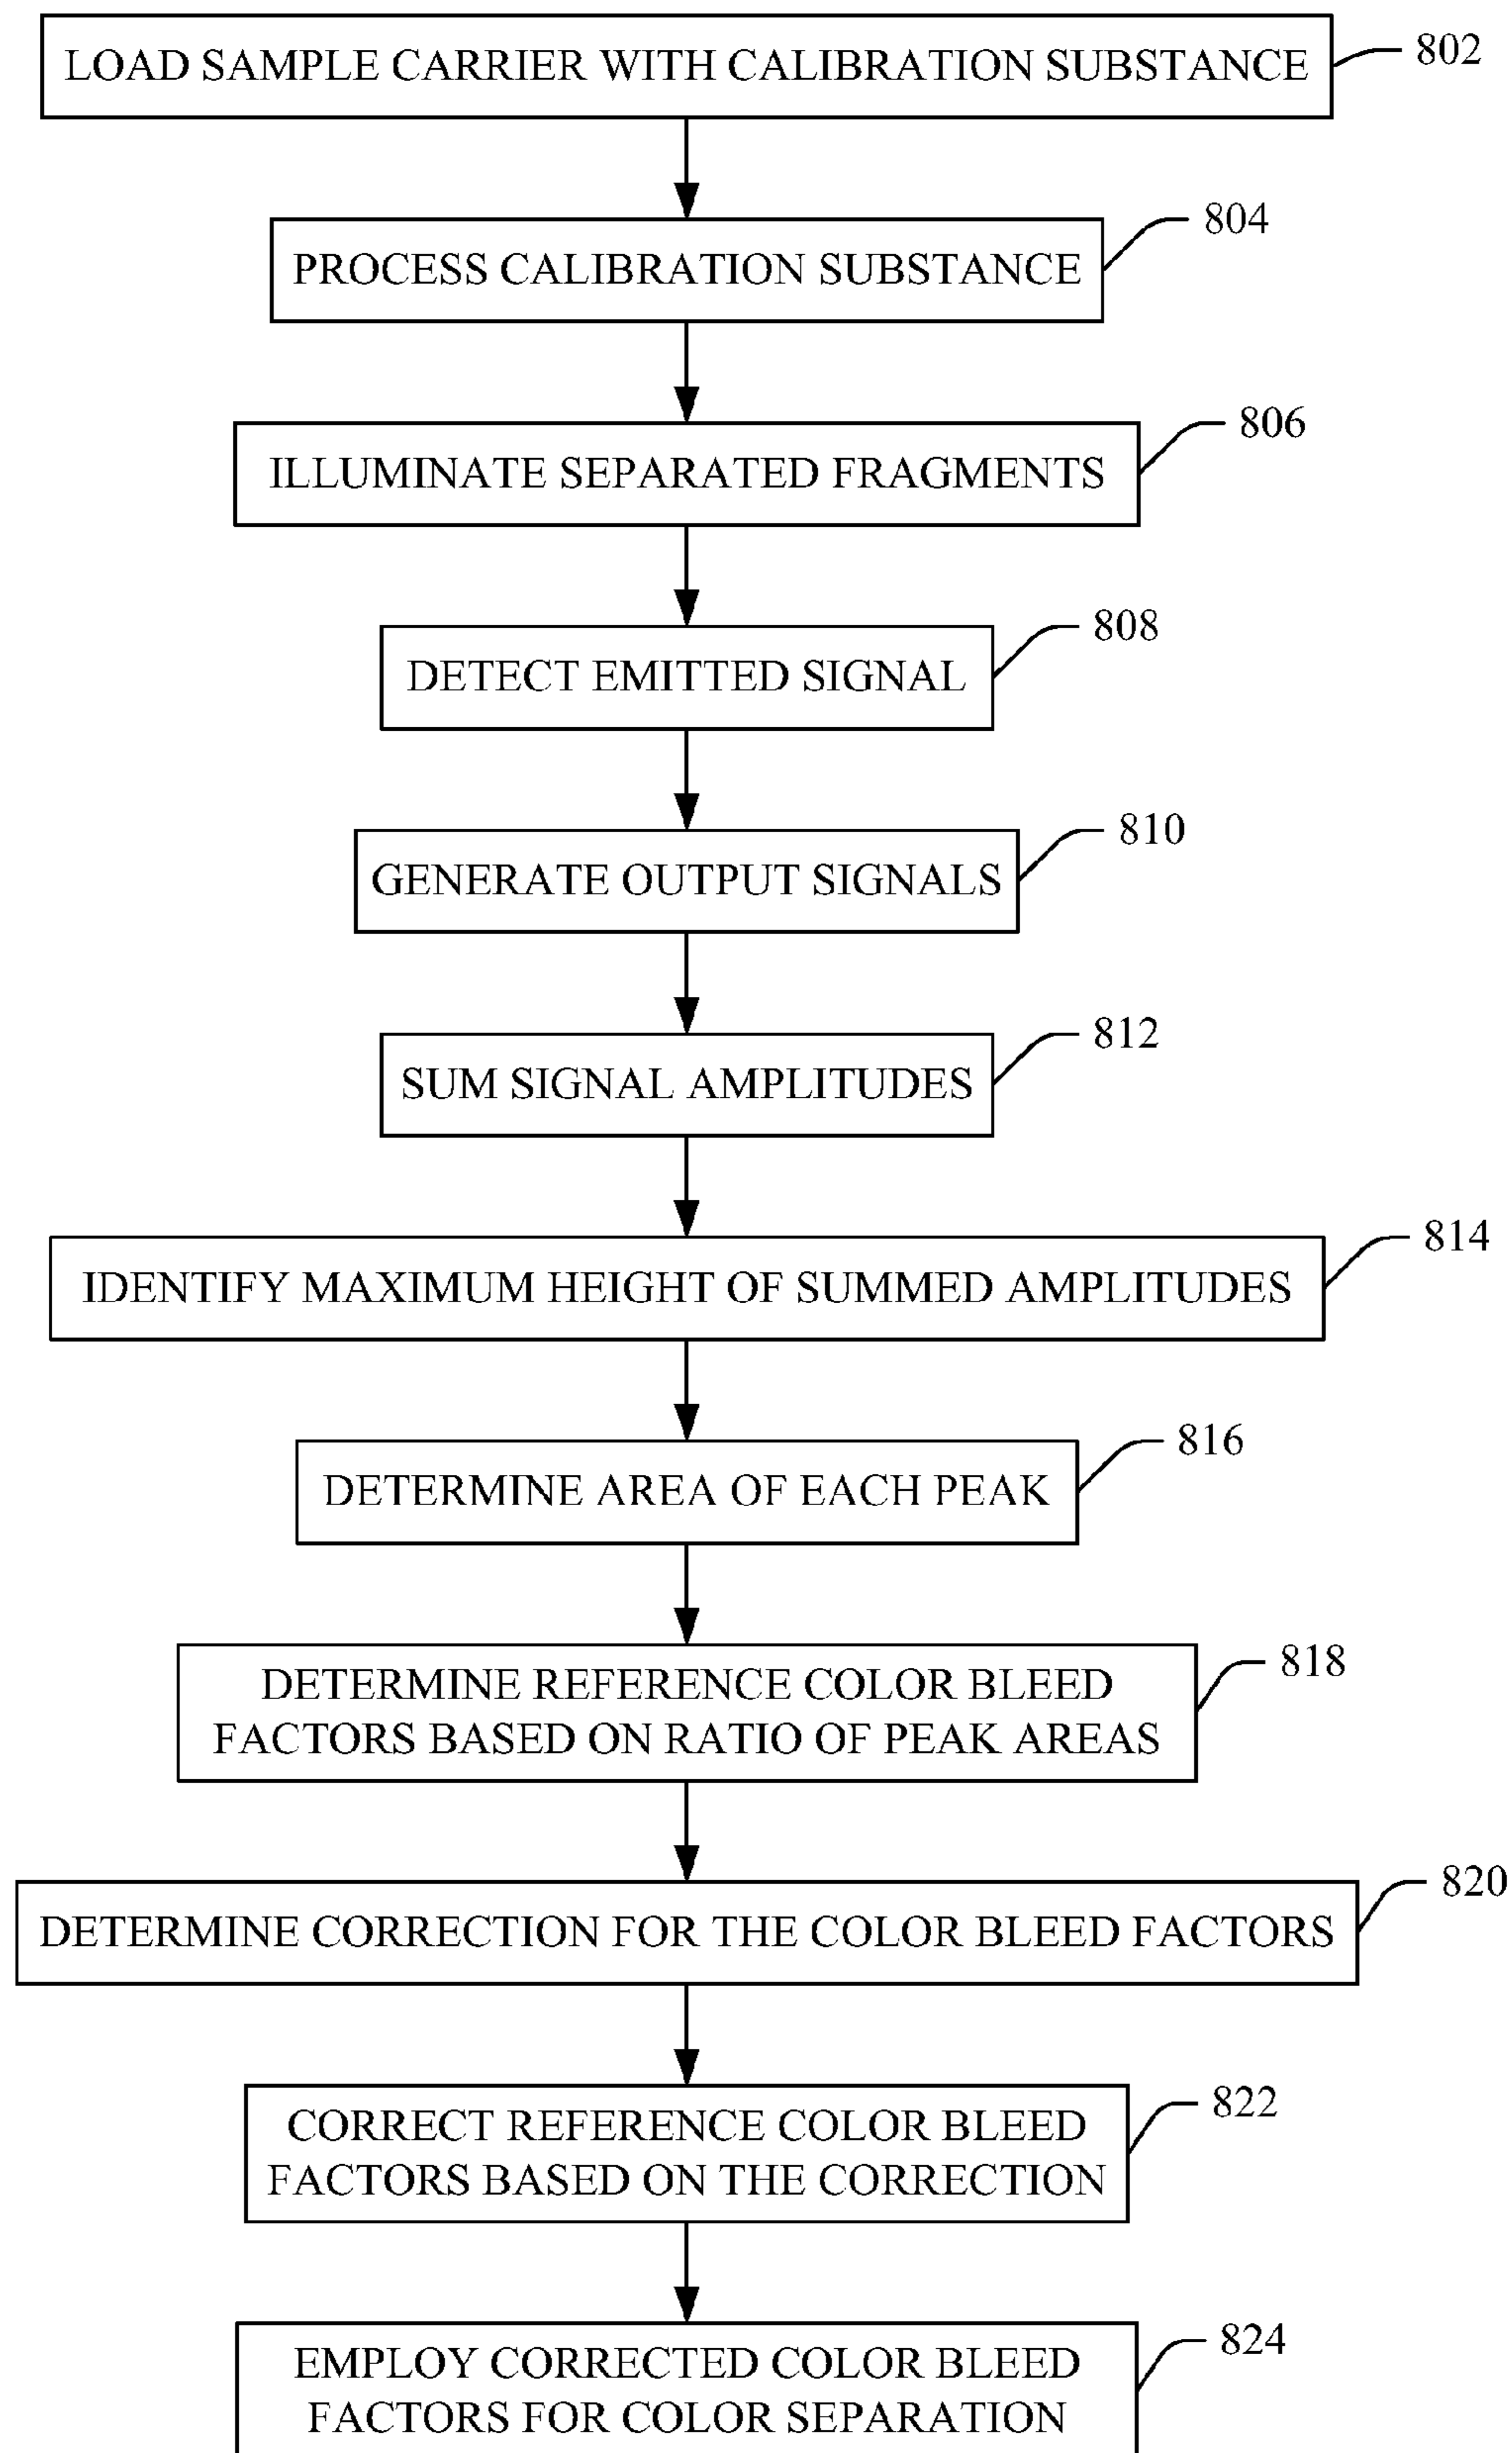 LOAD SAMPLE CARRIER WITH CALIBRATION SUBSTANCE
802
PROCESS CALIBRATION SUBSTANCE
804
ILLUMINATE SEPARATED FRAGMENTS
806
DETECT EMITTED SIGNAL
808
GENERATE OUTPUT SIGNALS
810
SUM SIGNAL AMPLITUDES
812
IDENTIFY MAXIMUM HEIGHT OF SUMMED AMPLITUDES
814
DETERMINE AREA OF EACH PEAK
816
DETERMINE REFERENCE COLOR BLEED
FACTORS BASED ON RATIO OF PEAK AREAS
818
DETERMINE CORRECTION FOR THE COLOR BLEED FACTORS
820
CORRECT REFERENCE COLOR BLEED
FACTORS BASED ON THE CORRECTION
822
EMPLOY CORRECTED COLOR BLEED
FACTORS FOR COLOR SEPARATION
824